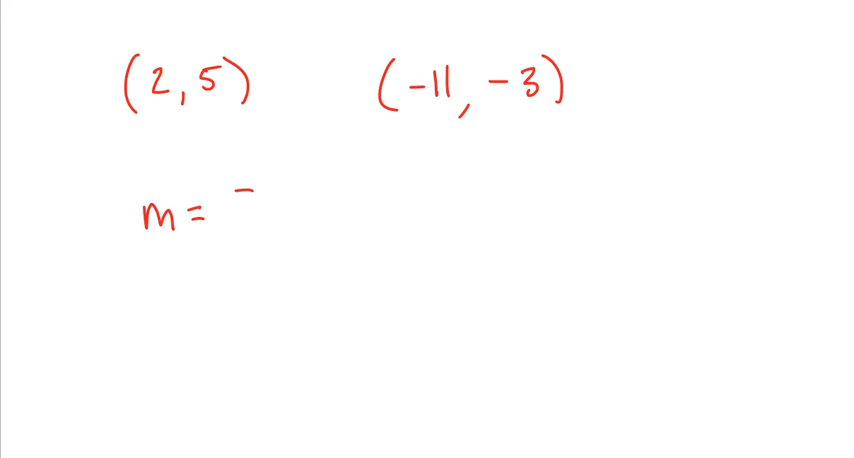 (2, 5) (-11, -3)
m = -